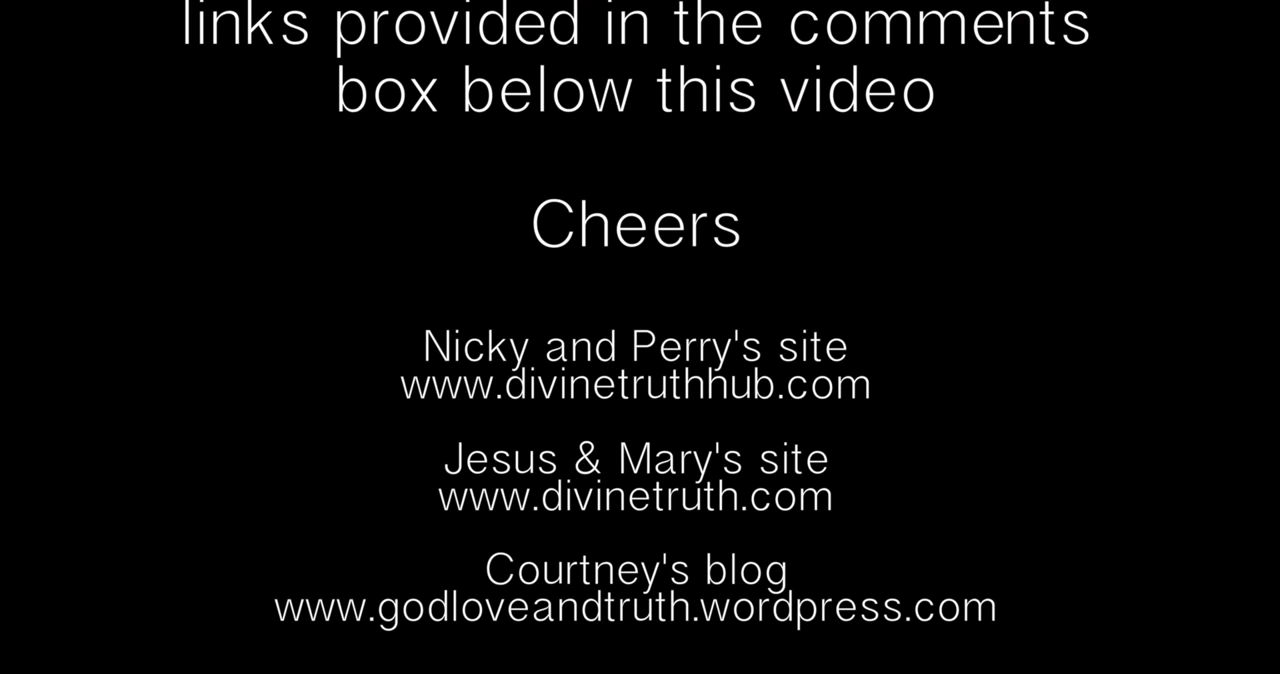 links provided in the comments
box below this video
Cheers
Nicky and Perry's site
www.divinetruthhub.com
Jesus & Mary's site
www.divinetruth.com
Courtney's blog
www.godloveandtruth.wordpress.com